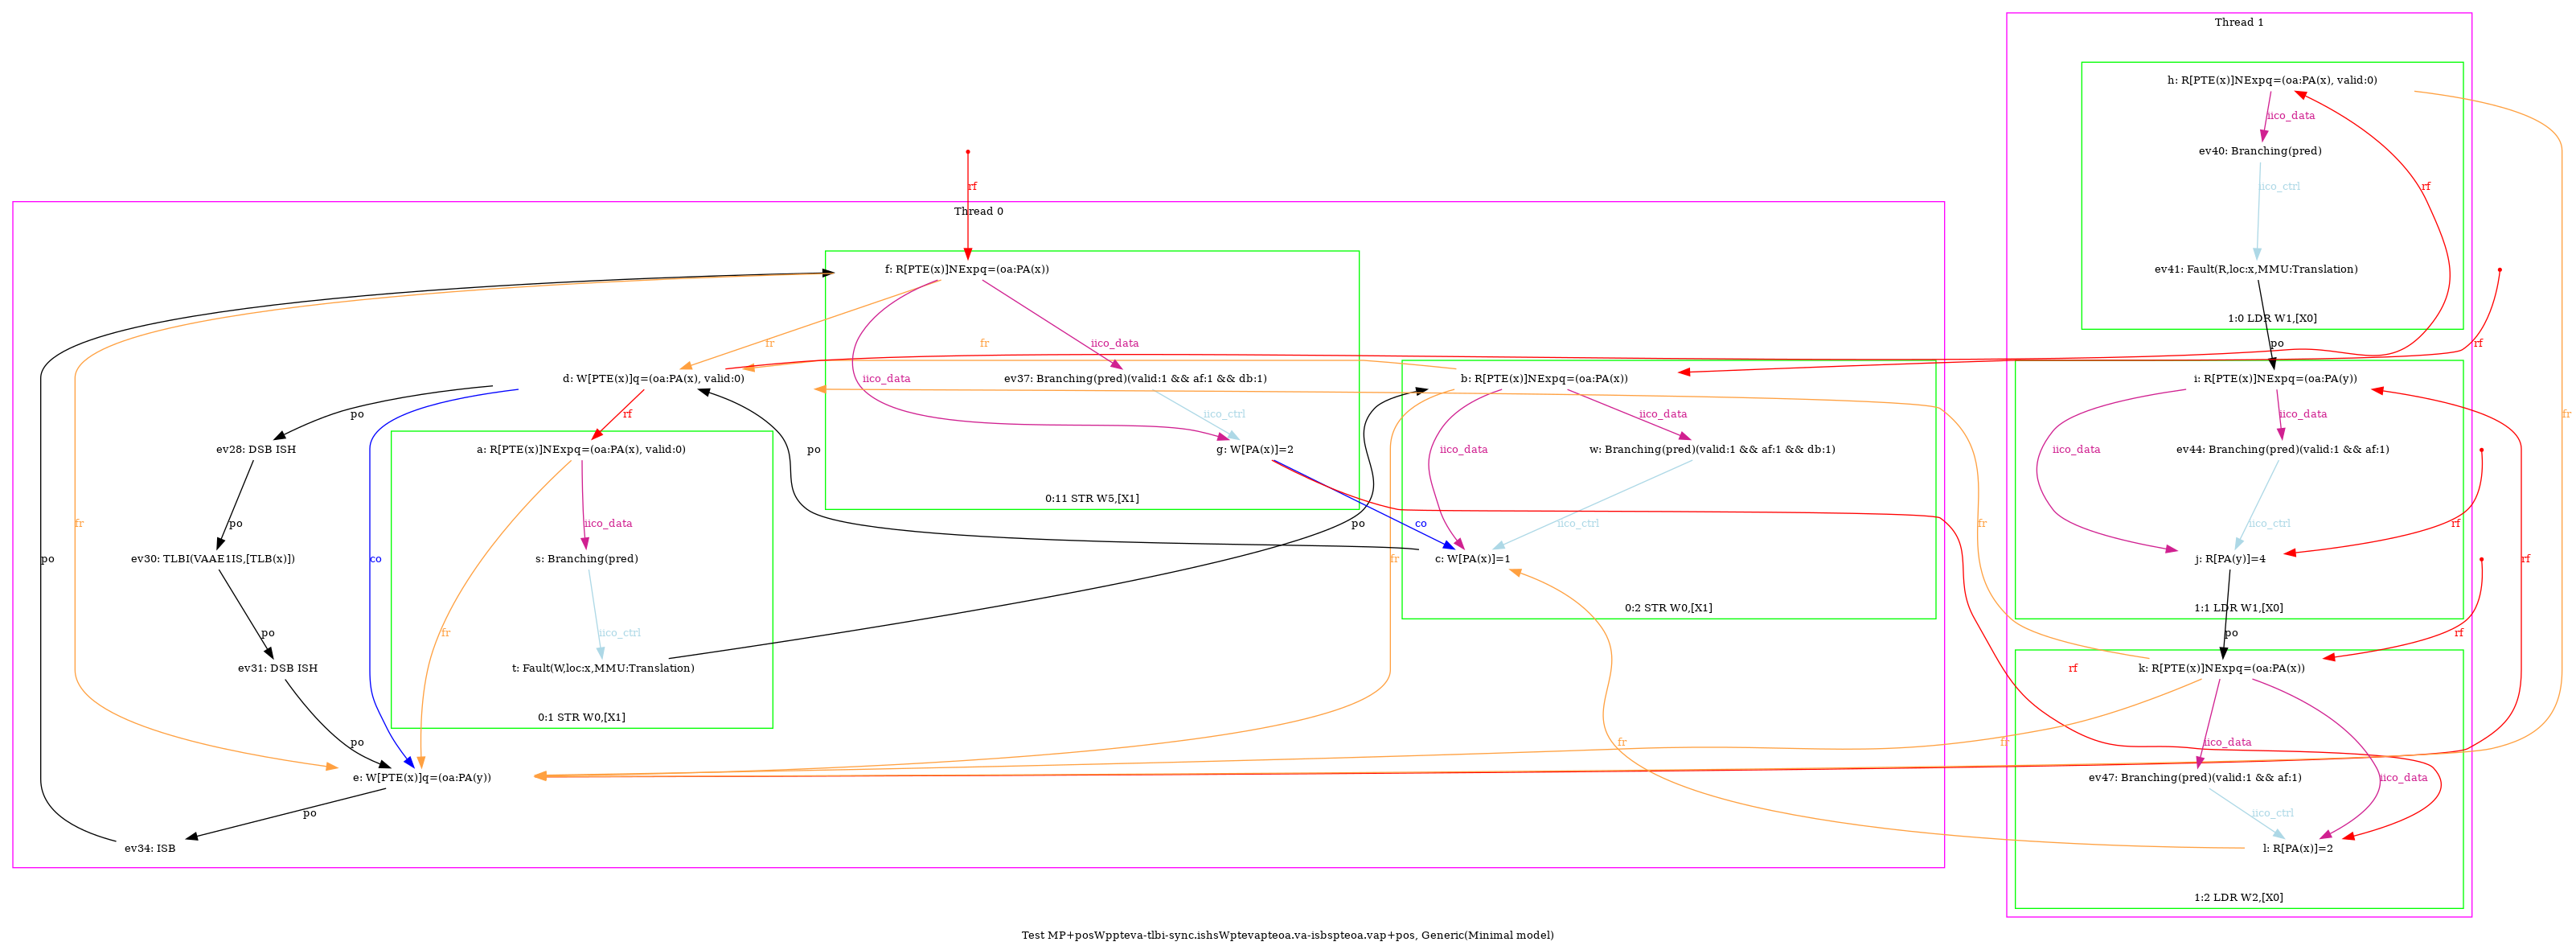 Thread 1
h: R[PTE(x)]NExpq=(oa:PA(x), valid:0)
iico_data
ev40: Branching(pred)
rf
iico_ctrl
rf
Thread 0
f: R[PTE(x)]NExpq=(oa:PA(x))
ev41: Fault(R,loc:x,MMU:Translation)
1:0 LDR W1,[X0]
fr
fr
iico_data
po
rf
d: W[PTE(x)]q=(oa:PA(x), valid:0)
iico_data
ev37: Branching(pred)(valid:1 && af:1 && db:1)
b: R[PTE(x)]NExpq=(oa:PA(x))
i: R[PTE(x)]NExpq=(oa:PA(y))
po
rf
iico_ctrl
iico_data
iico_data
fr
ev28: DSB ISH
a: R[PTE(x)]NExpq=(oa:PA(x), valid:0)
po
g: W[PA(x)]=2
iico_data
w: Branching(pred)(valid:1 && af:1 && db:1)
iico_data
ev44: Branching(pred)(valid:1 && af:1)
0:11 STR W5,[X1]
fr
po
iico_data
po
co
iico_ctrl
fr
iico_ctrl
rf
po
ev30: TLBI(VAAE1IS,[TLB(x)])
co
s: Branching(pred)
fr
c: W[PA(x)]=1
j: R[PA(y)]=4
rf
0:2 STR W0,[X1]
1:1 LDR W1,[X0]
po
fr
iico_ctrl
po
rf
ev31: DSB ISH
t: Fault(W,loc:x,MMU:Translation)
rf
k: R[PTE(x)]NExpq=(oa:PA(x))
0:1 STR W0,[X1]
po
fr
fr
iico_data
e: W[PTE(x)]q=(oa:PA(y))
ev47: Branching(pred)(valid:1 && af:1)
iico_data
po
iico_ctrl
ev34: ISB
l: R[PA(x)]=2
1:2 LDR W2,[X0]
Test MP+posWppteva-tlbi-sync.ishsWptevapteoa.va-isbspteoa.vap+pos, Generic(Minimal model)